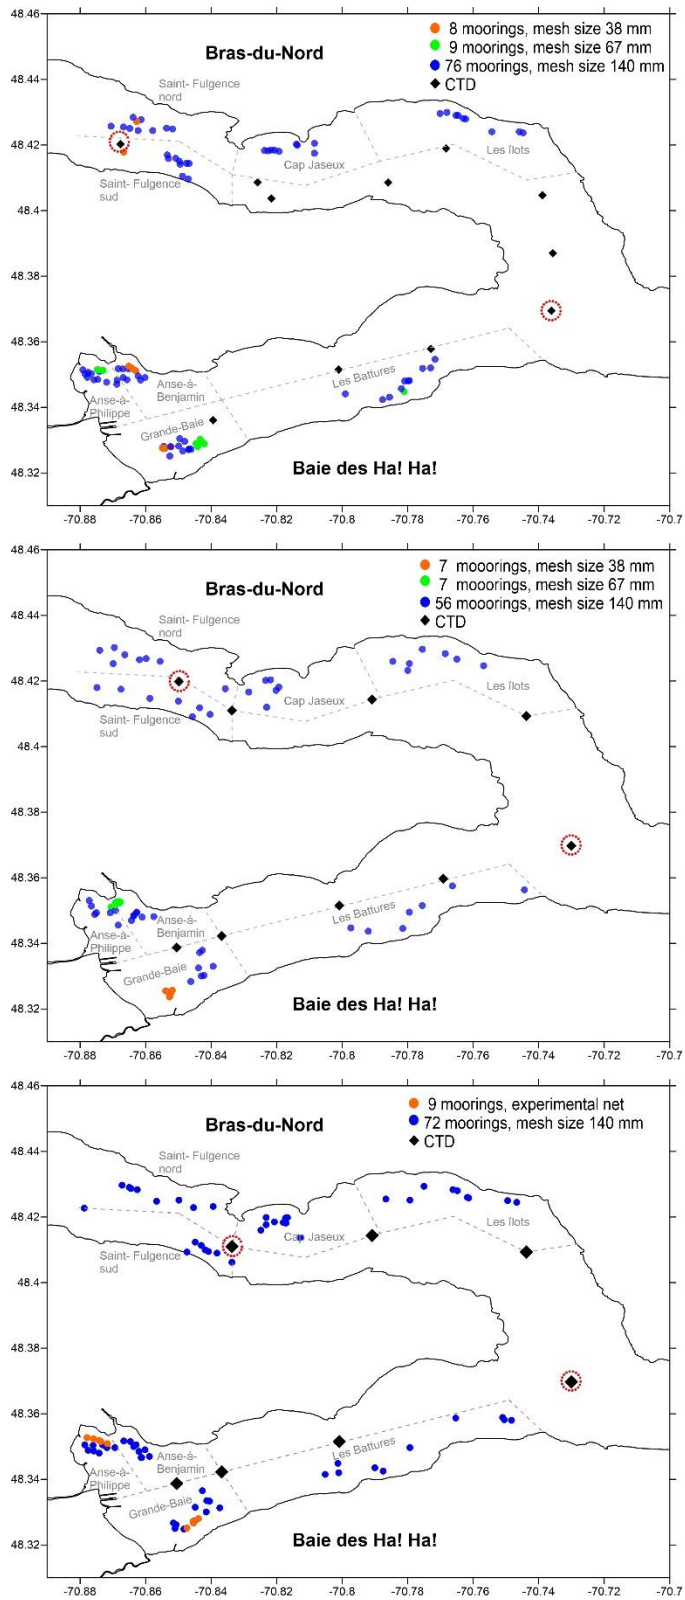 48.46
48.44
48.42
48.4
48.38
48.36
48.34
48.32
Bras-du-Nord
8 moorings, mesh size 38 mm
9 moorings, mesh size 67 mm
76 moorings, mesh size 140 mm
CTD
Saint- Fulgence
nord
Saint- Fulgence
sud
Cap Jaseux
Les îlots
Anse-à-
Philippe
Anse-à-
Benjamin
Grande-Baie
Les Battures
Baie des Ha! Ha!
-70.88 -70.86 -70.84 -70.82 -70.8 -70.78 -70.76 -70.74 -70.72 -70.7
48.46
48.44
48.42
48.4
48.38
48.36
48.34
48.32
Bras-du-Nord
7 mooorings, mesh size 38 mm
7 mooorings, mesh size 67 mm
56 mooorings, mesh size 140 mm
CTD
Saint- Fulgence
nord
Saint- Fulgence
sud
Cap Jaseux
Les îlots
Anse-à-
Philippe
Anse-à-
Benjamin
Grande-Baie
Les Battures
Baie des Ha! Ha!
-70.88 -70.86 -70.84 -70.82 -70.8 -70.78 -70.76 -70.74 -70.72 -70.7
48.46
48.44
48.42
48.4
48.38
48.36
48.34
48.32
Bras-du-Nord
9 moorings, experimental net
72 moorings, mesh size 140 mm
CTD
Saint- Fulgence
nord
Saint- Fulgence
sud
Cap Jaseux
Les îlots
Anse-à-
Philippe
Anse-à-
Benjamin
Grande-Baie
Les Battures
Baie des Ha! Ha!
-70.88 -70.86 -70.84 -70.82 -70.8 -70.78 -70.76 -70.74 -70.72 -70.7